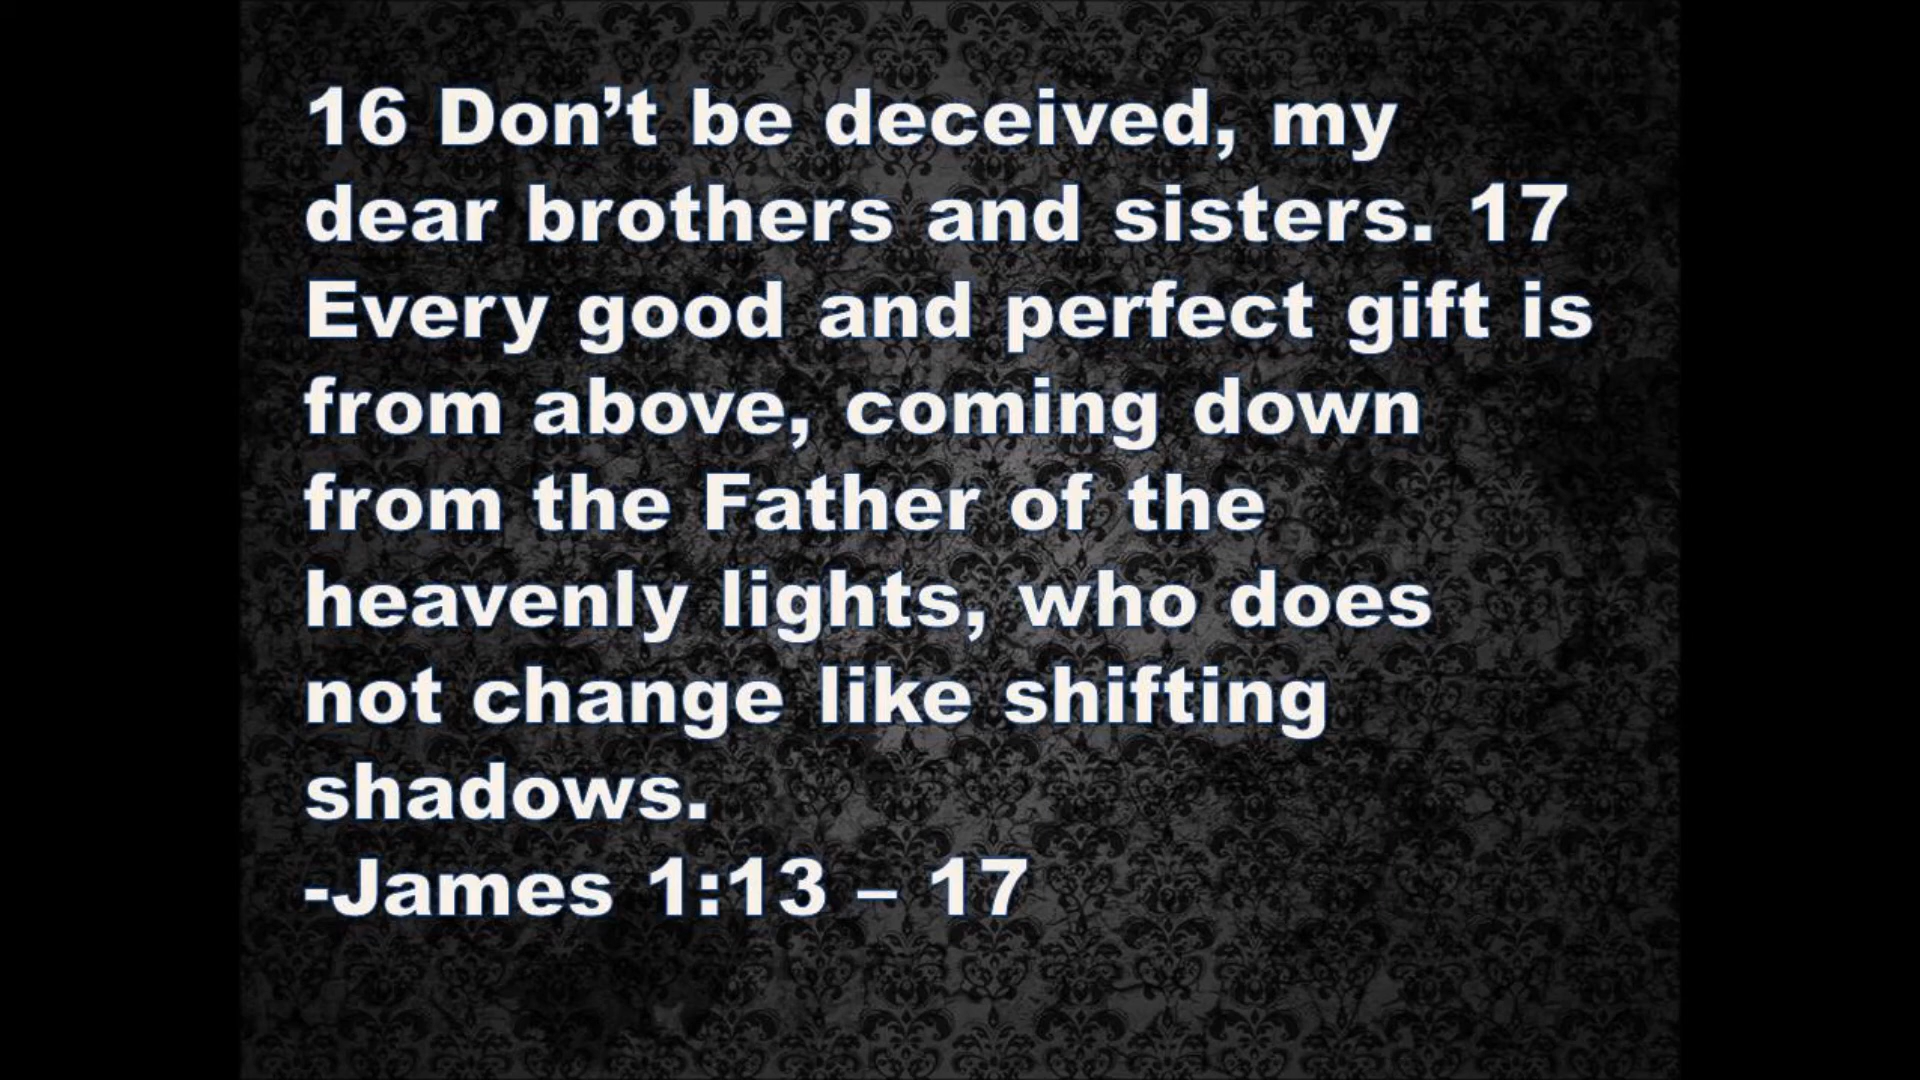 16 Don’t be deceived, my
dear brothers and sisters. 17
Every good and perfect gift is
from above, coming down
from the Father of the
heavenly lights, who does
not change like shifting
shadows.
-James 1:13 – 17